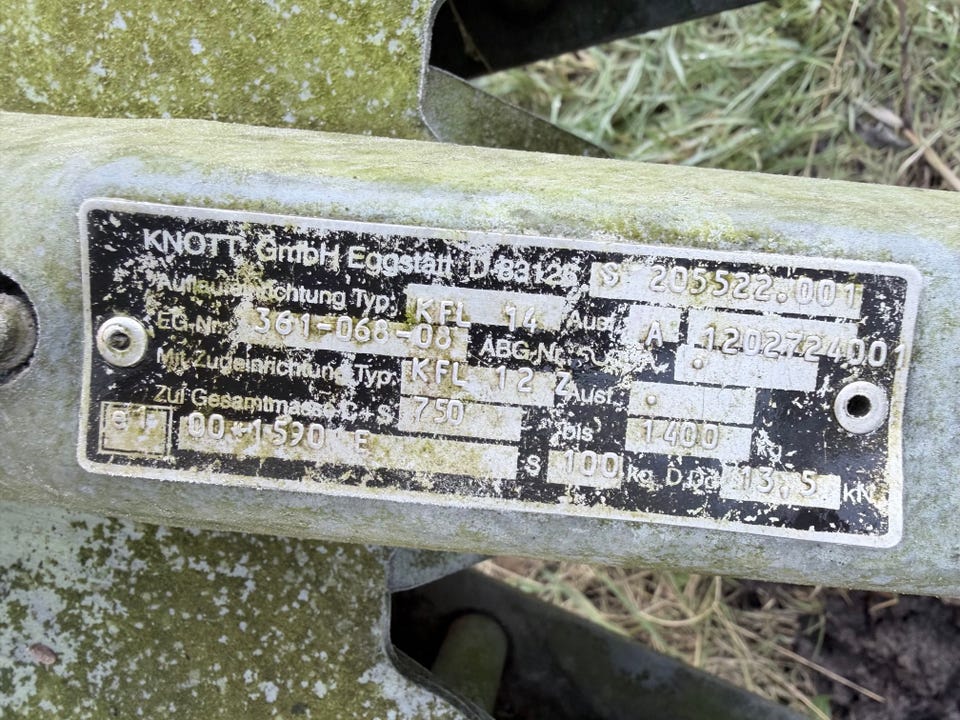 KNOTT GmbH Eggstätt D 83125 S 205522.001
Auflaufeinrichtung Typ: KFL 14 Ausf. A 1202724001
EG-Nr. 361-068-08 ABG-Nr.
Mit Zugeinrichtung Typ: KFL 12 Z Ausf.
Zul Gesamtmasse C+S 750 bis 1400 kg
e1 00*1590 E S 100 kg D.Dc 13,5 kN